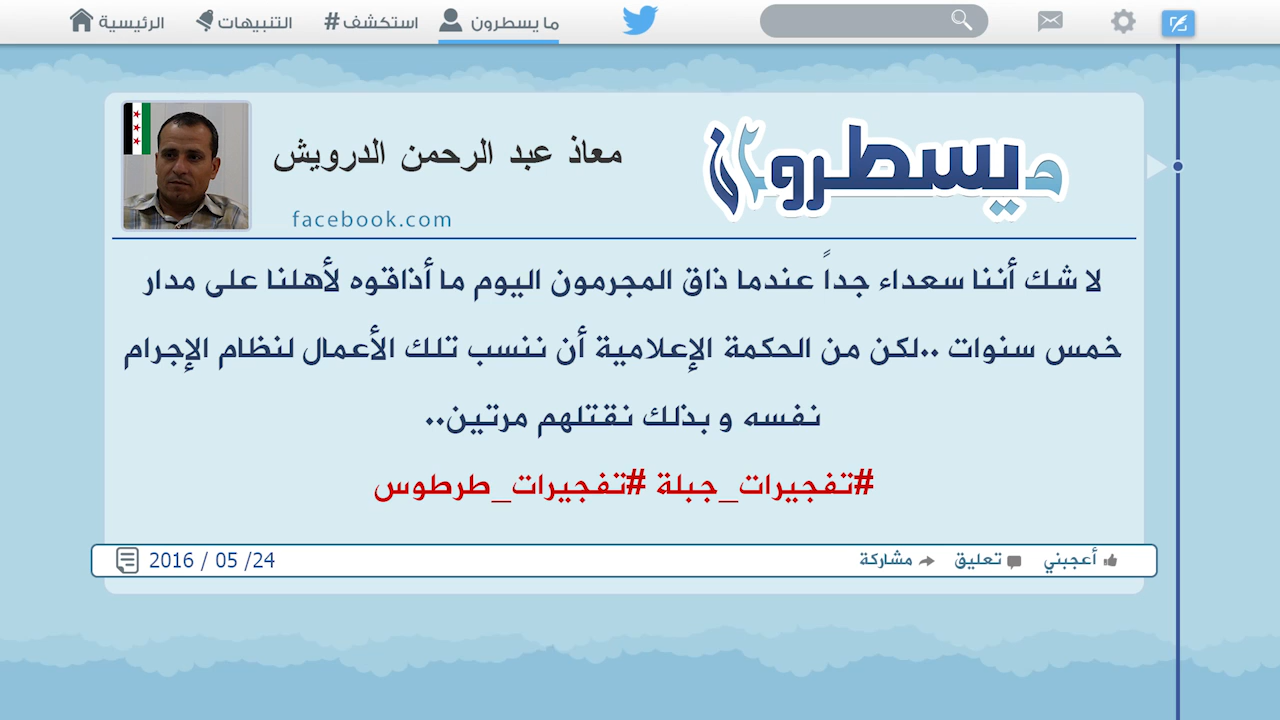 الرئيسية التنبيهات استكشف# ما يسطرون
معاذ عبد الرحمن الدرويش
facebook.com
ما يسطرون
لا شك أننا سعداء جداً عندما ذاق المجرمون اليوم ما أذاقوه لأهلنا على مدار
خمس سنوات ..لكن من الحكمة الإعلامية أن ننسب تلك الأعمال لنظام الإجرام
نفسه و بذلك نقتلهم مرتين..
#تفجيرات_جبلة #تفجيرات_طرطوس
أعجبني تعليق مشاركة
2016 / 05 /24